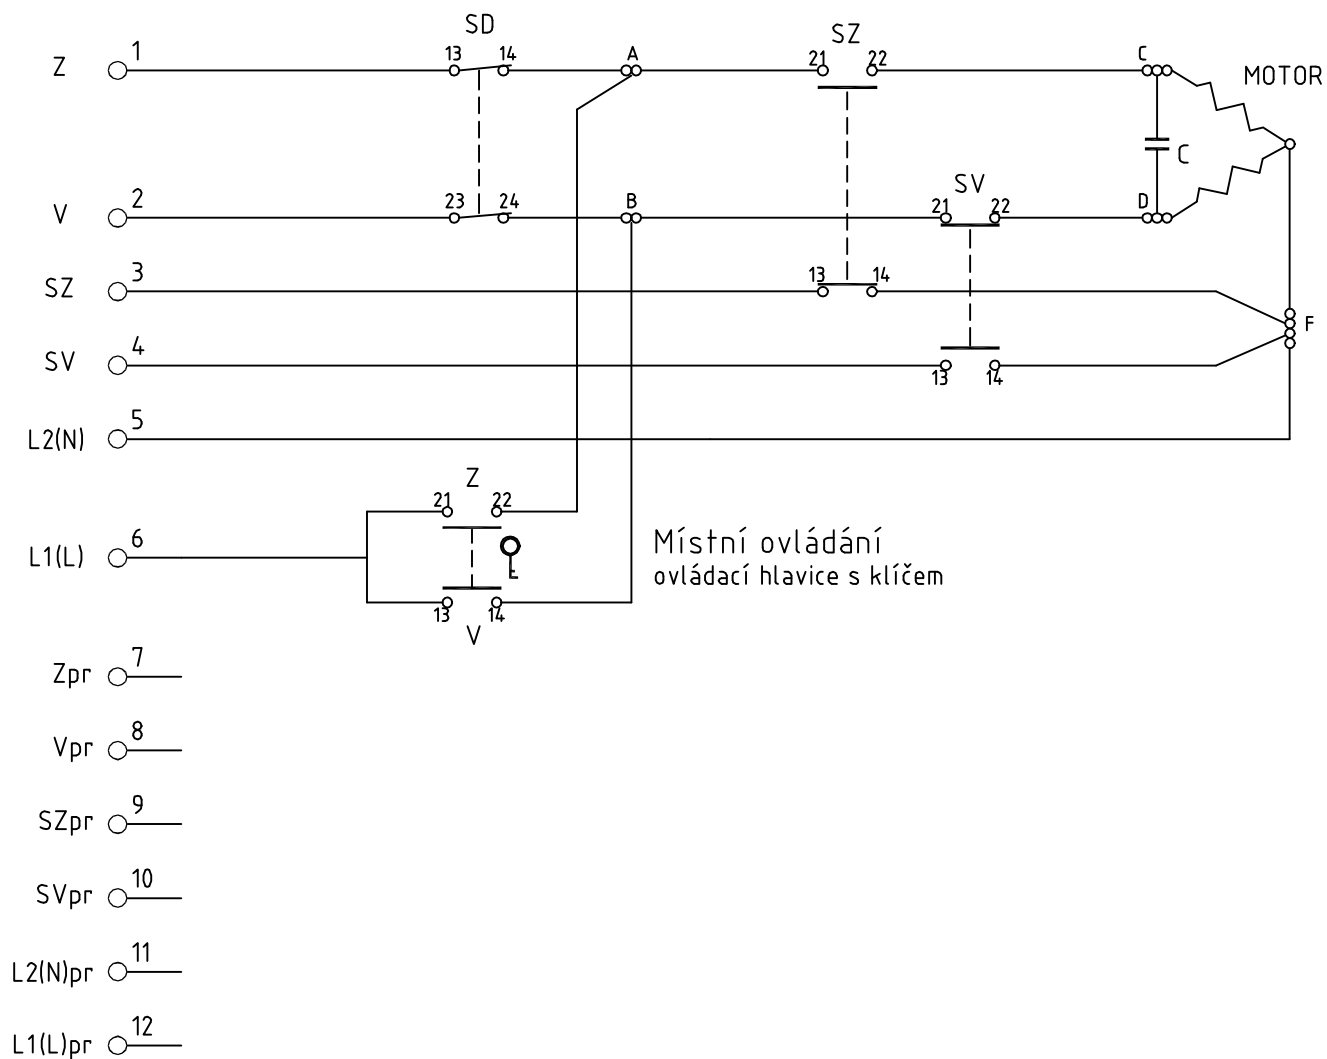 SD
SZ
1
Z
13
14
A
21
22
C
MOTOR
C
2
V
23
24
B
SV
21
22
D
3
SZ
13
14
F
4
SV
13
14
5
L2(N)
Z
21
22
6
L1(L)
Místní ovládání
ovládací hlavice s klíčem
13
14
V
7
Zpr
8
Vpr
9
SZpr
10
SVpr
11
L2(N)pr
12
L1(L)pr